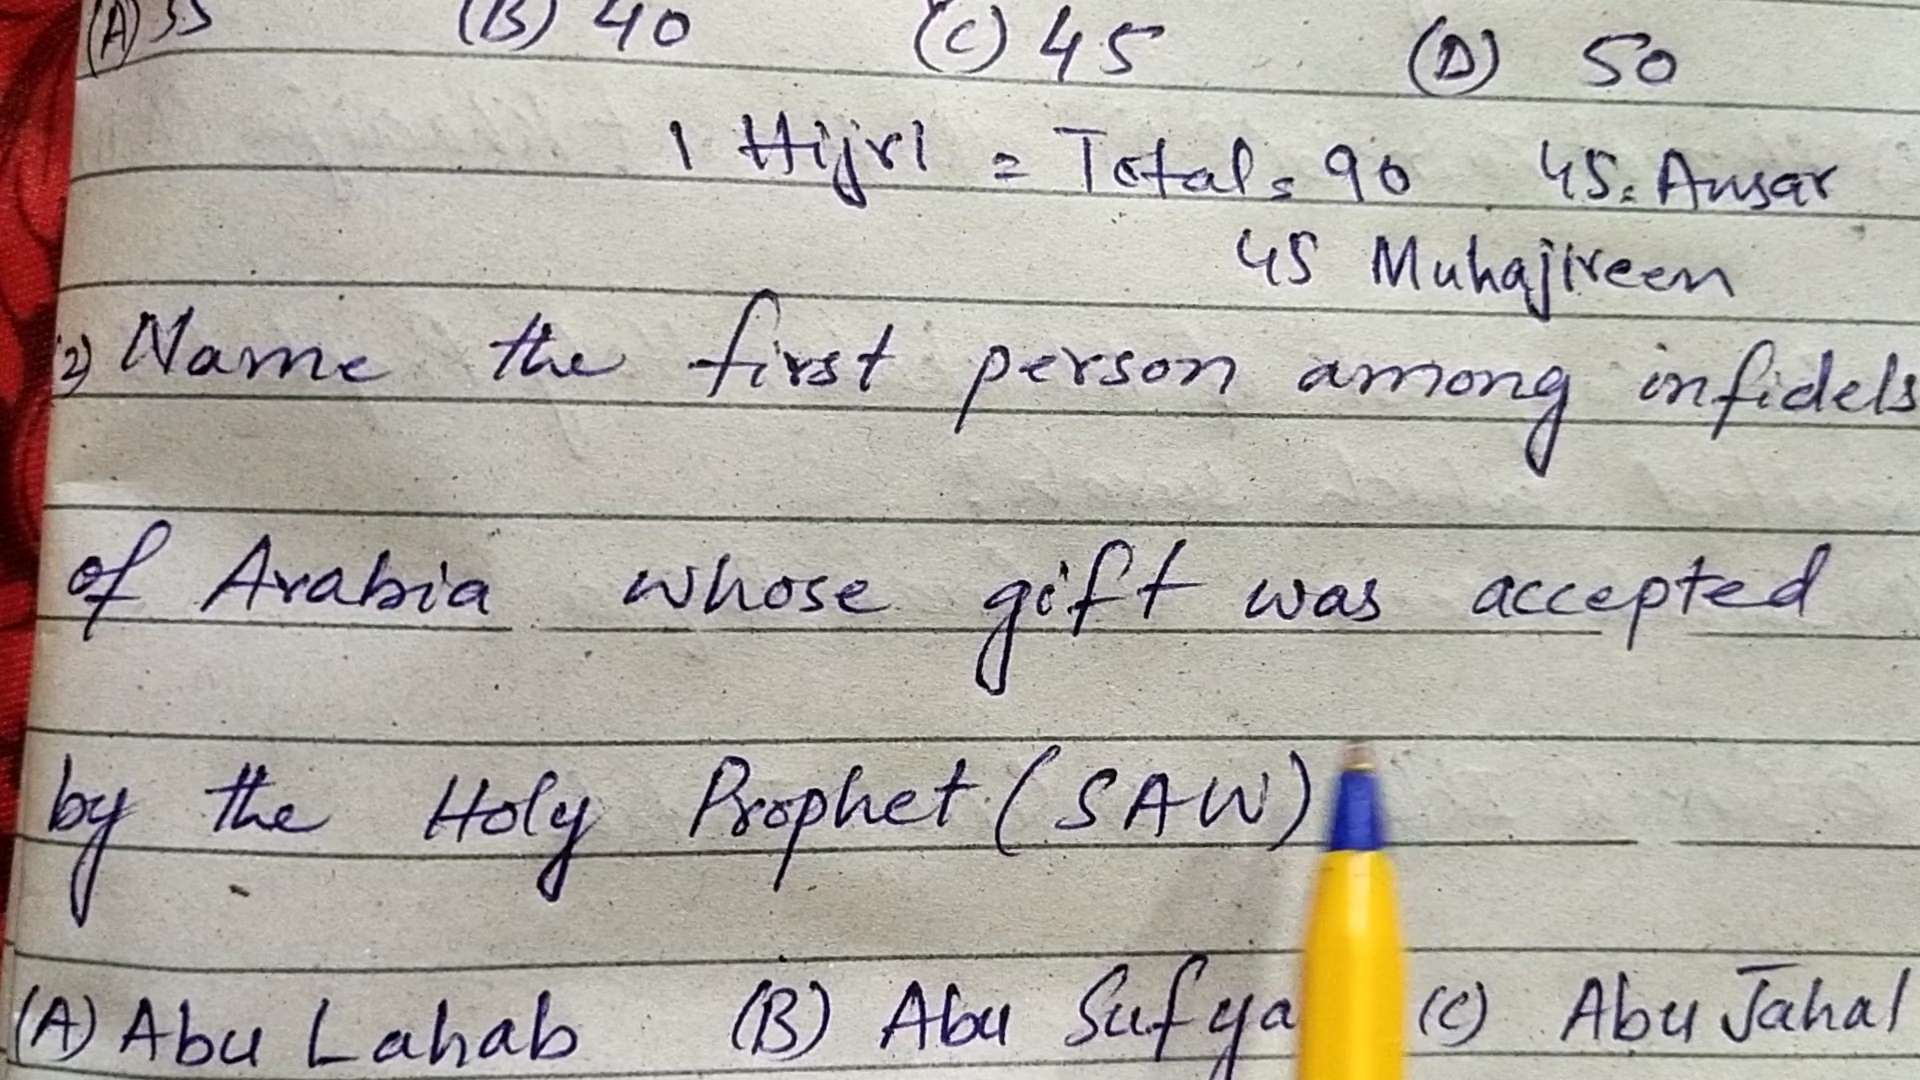 (A) 35 (B) 40 (C) 45 (D) 50
1 Hijri = Total = 90 45 = Ansar
45 Muhajireen
2) Name the first person among infidels
of Arabia whose gift was accepted
by the Holy Prophet (SAW)
(A) Abu Lahab (B) Abu Sufya (C) Abu Jahal